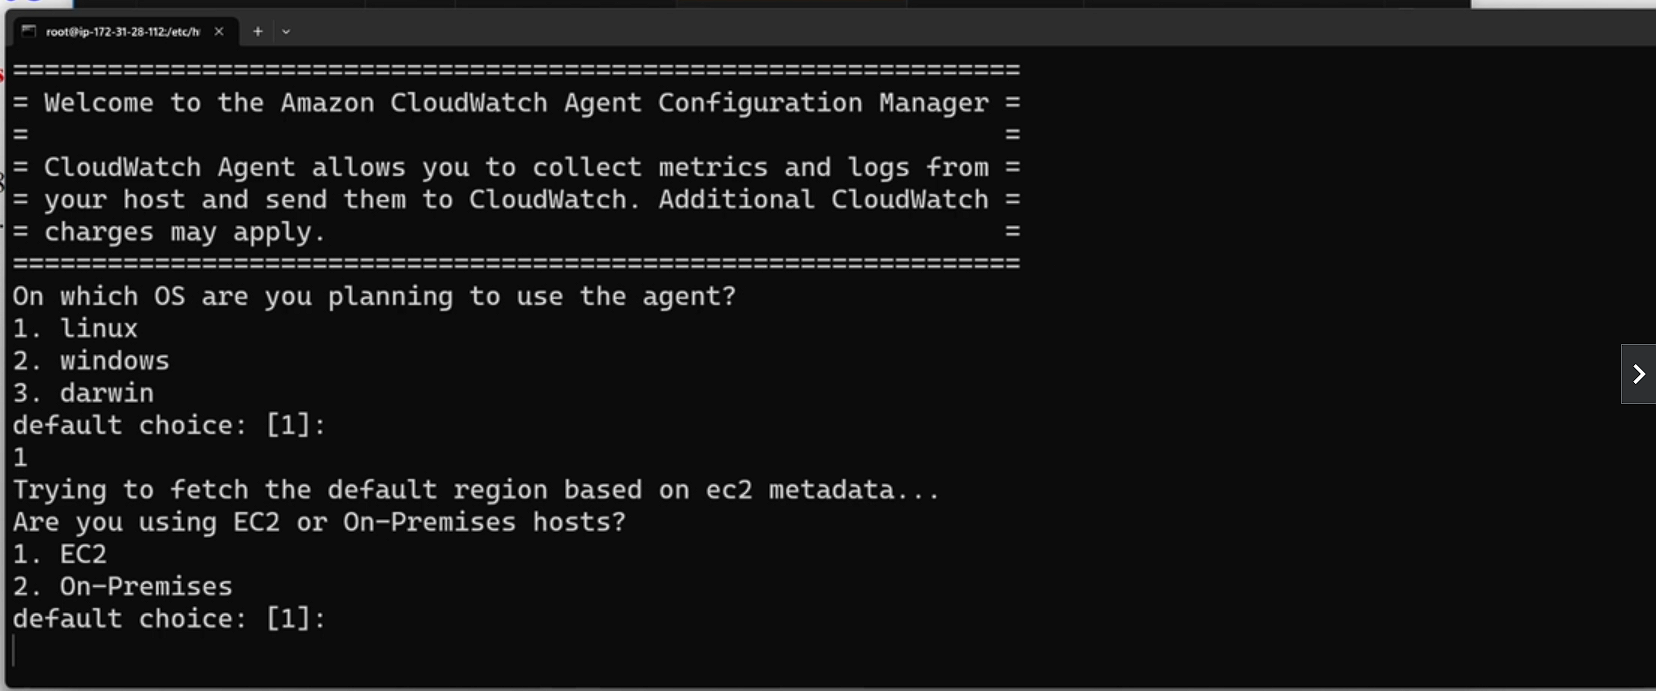 root@ip-172-31-28-112:/etc/h
================================================================
= Welcome to the Amazon CloudWatch Agent Configuration Manager =
=                                                              =
= CloudWatch Agent allows you to collect metrics and logs from =
= your host and send them to CloudWatch. Additional CloudWatch =
= charges may apply.                                           =
================================================================
On which OS are you planning to use the agent?
1. linux
2. windows
3. darwin
default choice: [1]:
1
Trying to fetch the default region based on ec2 metadata...
Are you using EC2 or On-Premises hosts?
1. EC2
2. On-Premises
default choice: [1]: